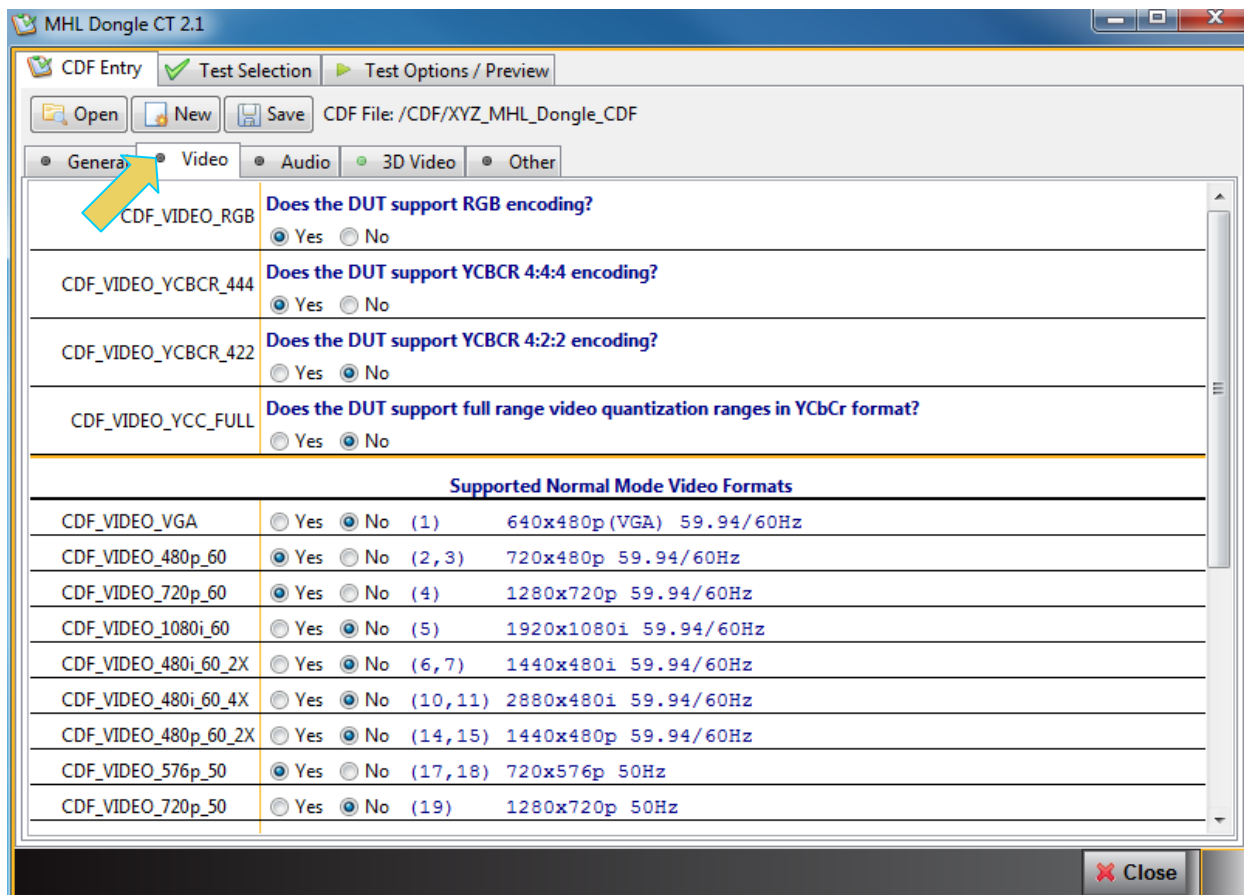 MHL Dongle CT 2.1
CDF Entry Test Selection Test Options / Preview
Open New Save CDF File: /CDF/XYZ_MHL_Dongle_CDF
General Video Audio 3D Video Other
CDF_VIDEO_RGB Does the DUT support RGB encoding?
Yes No
CDF_VIDEO_YCBCR_444 Does the DUT support YCBCR 4:4:4 encoding?
Yes No
CDF_VIDEO_YCBCR_422 Does the DUT support YCBCR 4:2:2 encoding?
Yes No
CDF_VIDEO_YCC_FULL Does the DUT support full range video quantization ranges in YCbCr format?
Yes No
Supported Normal Mode Video Formats
CDF_VIDEO_VGA Yes No (1) 640x480p(VGA) 59.94/60Hz
CDF_VIDEO_480p_60 Yes No (2,3) 720x480p 59.94/60Hz
CDF_VIDEO_720p_60 Yes No (4) 1280x720p 59.94/60Hz
CDF_VIDEO_1080i_60 Yes No (5) 1920x1080i 59.94/60Hz
CDF_VIDEO_480i_60_2X Yes No (6,7) 1440x480i 59.94/60Hz
CDF_VIDEO_480i_60_4X Yes No (10,11) 2880x480i 59.94/60Hz
CDF_VIDEO_480p_60_2X Yes No (14,15) 1440x480p 59.94/60Hz
CDF_VIDEO_576p_50 Yes No (17,18) 720x576p 50Hz
CDF_VIDEO_720p_50 Yes No (19) 1280x720p 50Hz
Close